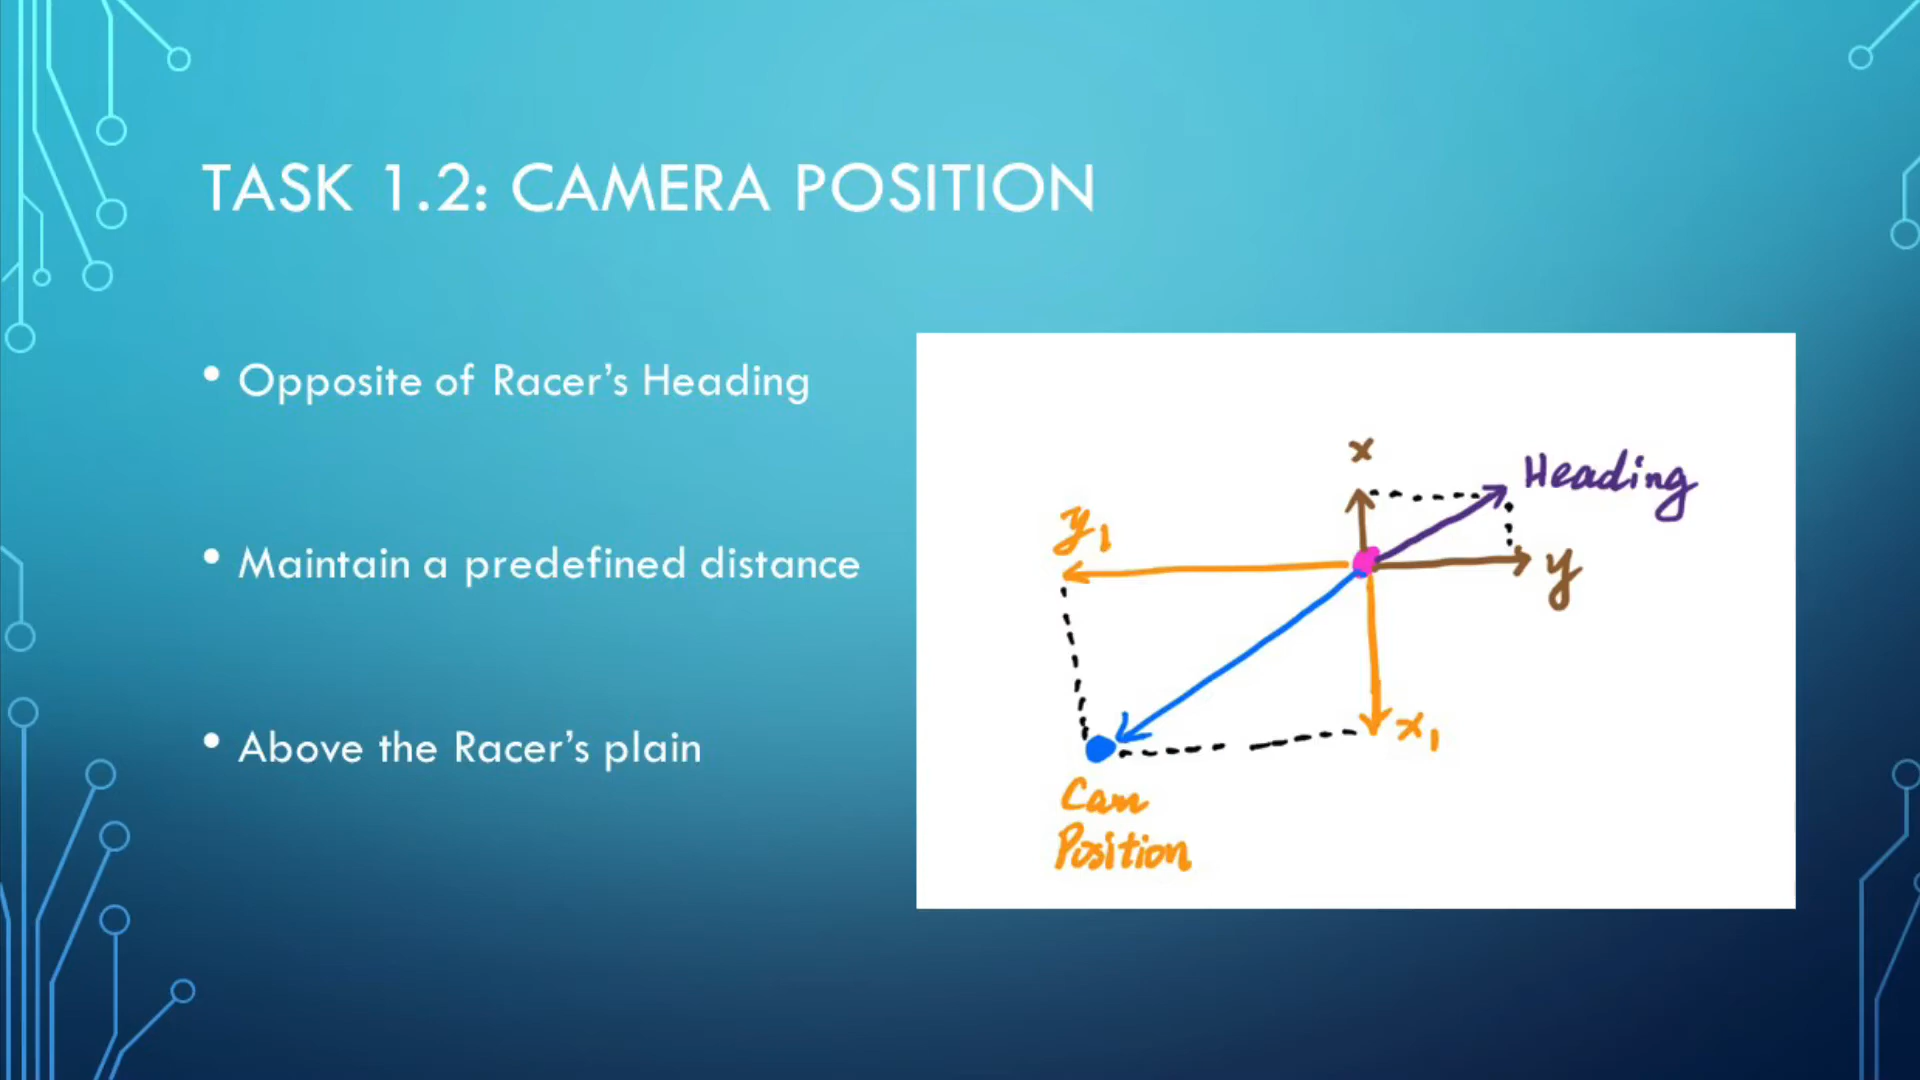 TASK 1.2: CAMERA POSITION
• Opposite of Racer's Heading
• Maintain a predefined distance
• Above the Racer's plain
x
Heading
y1
y
x1
Cam
Position